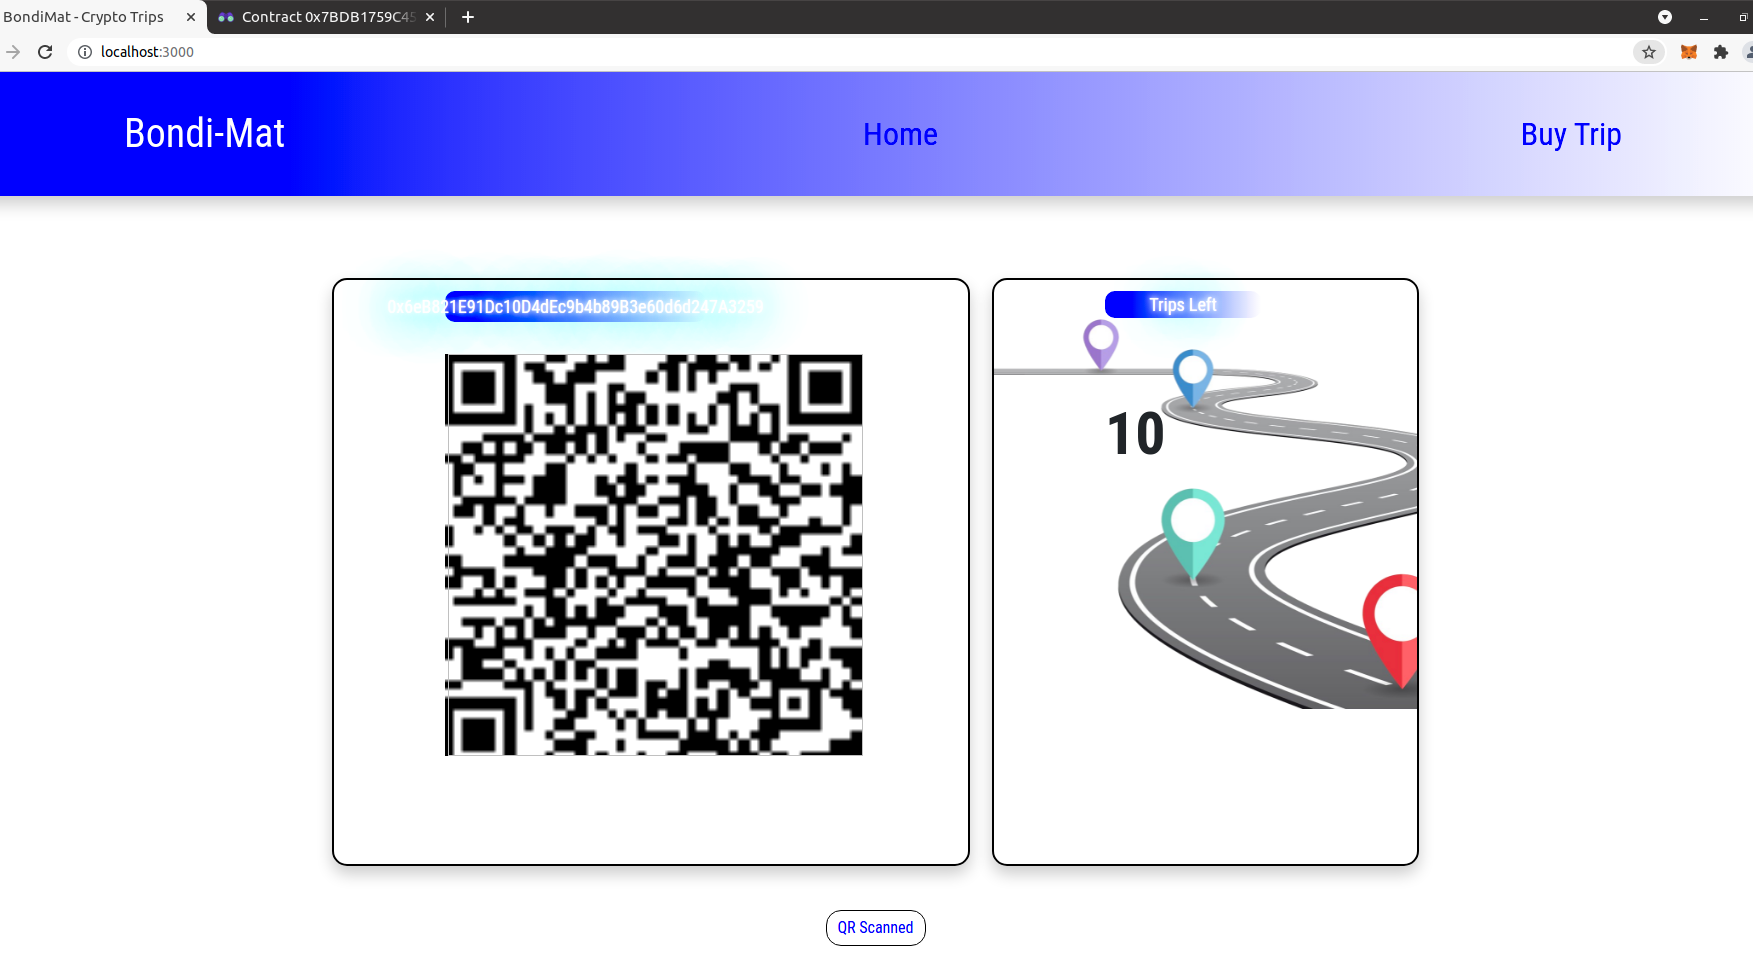 BondiMat - Crypto Trips
Contract 0x7BDB1759C45
localhost:3000
Bondi-Mat
Home
Buy Trip
0x6eB821E91Dc10D4dEc9b4b89B3e60d6d247A3259
Trips Left
10
QR Scanned